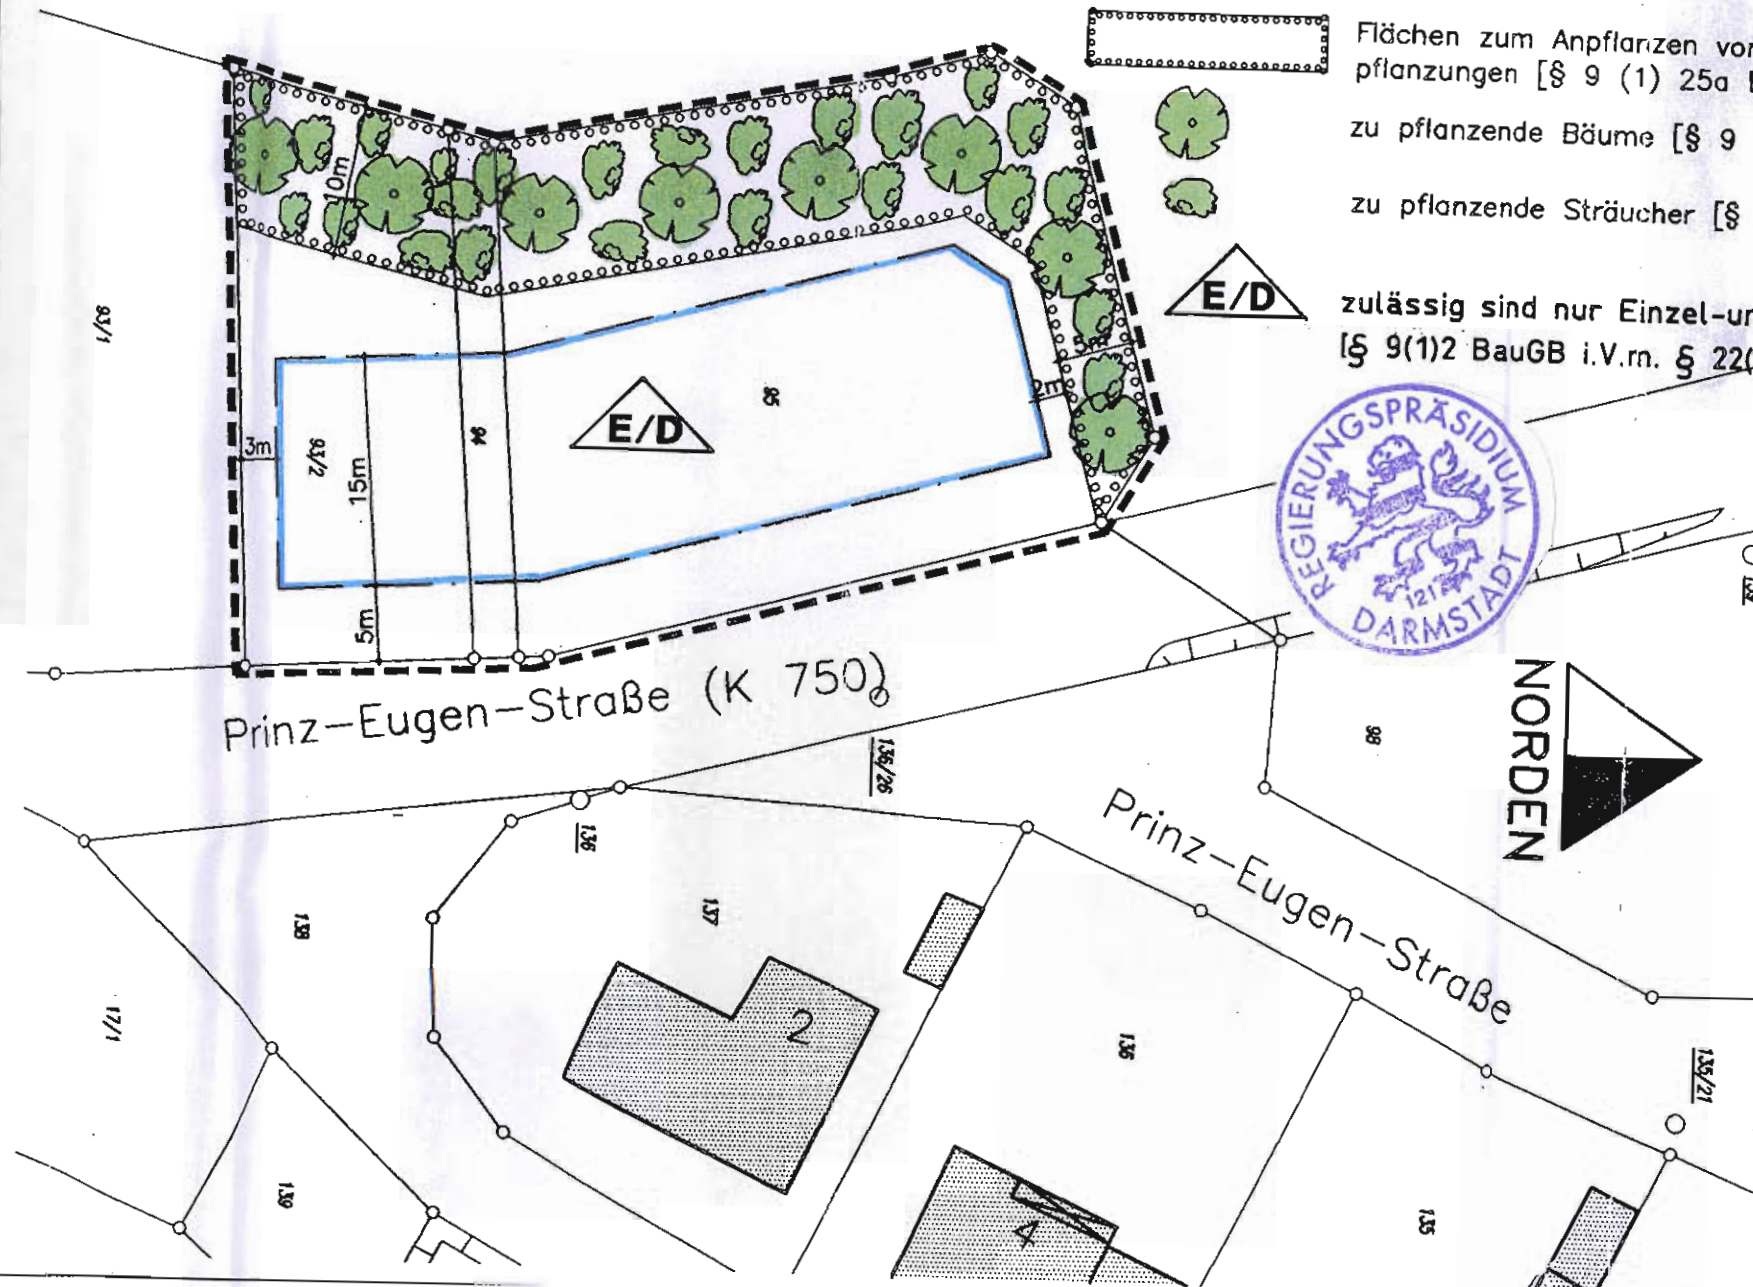 Flächen zum Anpflanzen von
pflanzungen [§ 9 (1) 25a
zu pflanzende Bäume [§ 9
zu pflanzende Sträucher [§
E/D
zulässig sind nur Einzel-un
[§ 9(1)2 BauGB i.V.m. § 22(
10m
93/1
3m
93/2
15m
94
E/D
95
2m
5m
REGIERUNGSPRÄSIDIUM
121
DARMSTADT
NORDEN
Prinz-Eugen-Straße (K 750)
136/26
98
136
Prinz-Eugen-Straße
138
137
2
17/1
136
135/21
139
4
135